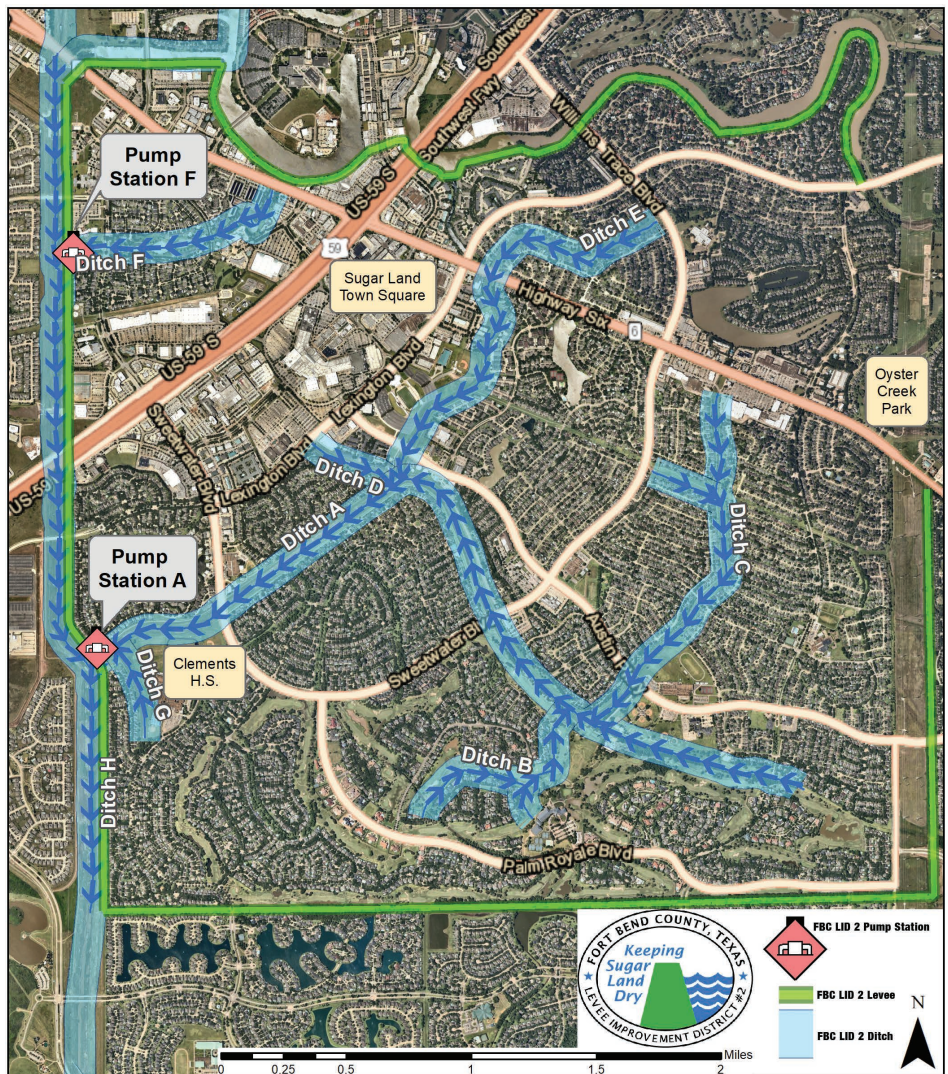 Southwest
Southwest Fwy
Williams Trace Blvd
Pump
Station F
US-59 S
59
Ditch E
Ditch F
Sugar Land
Town Square
Highway Six
6
US-59 S
Lexington Blvd
Oyster
Creek
Park
Sweetwater Blvd
Lexington Blvd
US-59
Ditch D
Ditch A
Ditch C
Pump
Station A
Austin P
Sweetwater Bl
Clements
H.S.
Ditch G
Ditch B
Ditch H
Palm Royale Blvd
FORT BEND COUNTY, TEXAS
Keeping
Sugar
Land
Dry
LEVEE IMPROVEMENT DISTRICT #2
FBC LID 2 Pump Station
FBC LID 2 Levee
FBC LID 2 Ditch
N
Miles
0 0.25 0.5 1 1.5 2